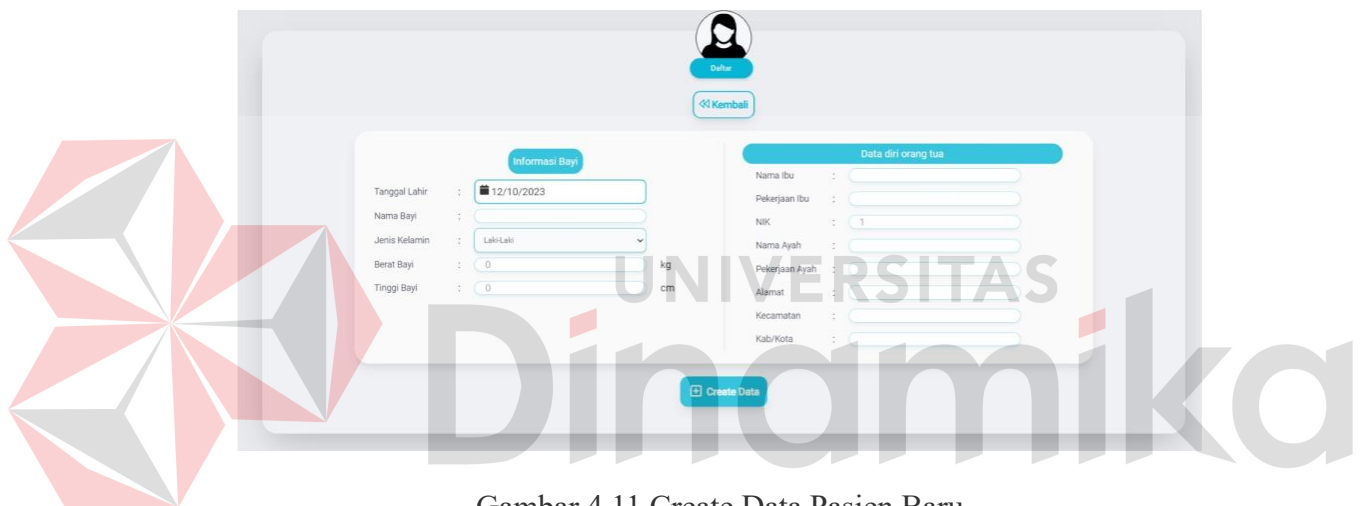 Daftar
Kembali
Informasi Bayi
Tanggal Lahir : 12/10/2023
Nama Bayi :
Jenis Kelamin : Laki-Laki
Berat Bayi : 0 kg
Tinggi Bayi : 0 cm
Data diri orang tua
Nama Ibu :
Pekerjaan Ibu :
NIK : 1
Nama Ayah :
Pekerjaan Ayah :
Alamat :
Kecamatan :
Kab/Kota :
Create Data
UNIVERSITAS
Dinamika
Gambar 4.11 Create Data Pasien Baru